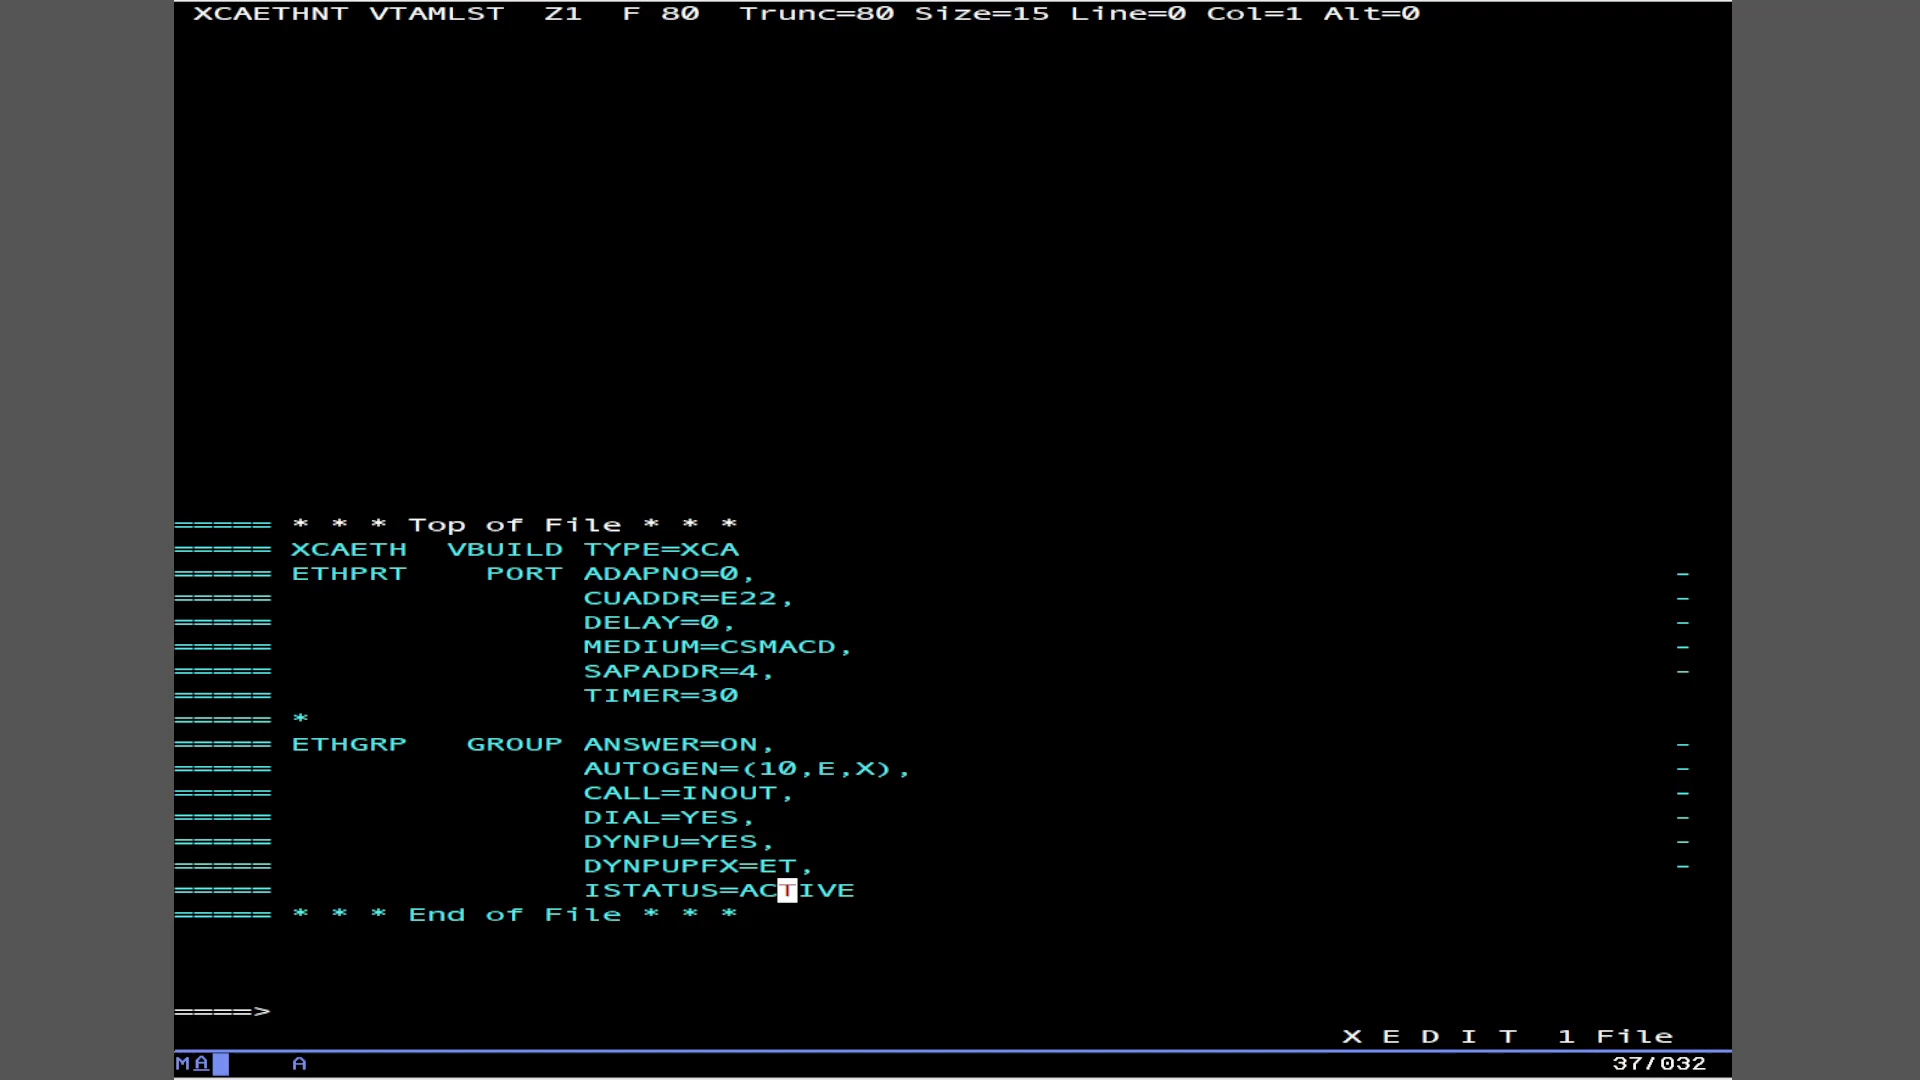 XCAETHNT VTAMLST  Z1  F 80  Trunc=80 Size=15 Line=0 Col=1 Alt=0
===== * * * Top of File * * *
===== XCAETH  VBUILD TYPE=XCA
===== ETHPRT    PORT ADAPNO=0, -
===== CUADDR=E22, -
===== DELAY=0, -
===== MEDIUM=CSMACD, -
===== SAPADDR=4, -
===== TIMER=30
===== *
===== ETHGRP   GROUP ANSWER=ON, -
===== AUTOGEN=(10,E,X), -
===== CALL=INOUT, -
===== DIAL=YES, -
===== DYNPU=YES, -
===== DYNPUPFX=ET, -
===== ISTATUS=ACTIVE
===== * * * End of File * * *
====>
X E D I T  1 File
MA A 37/032